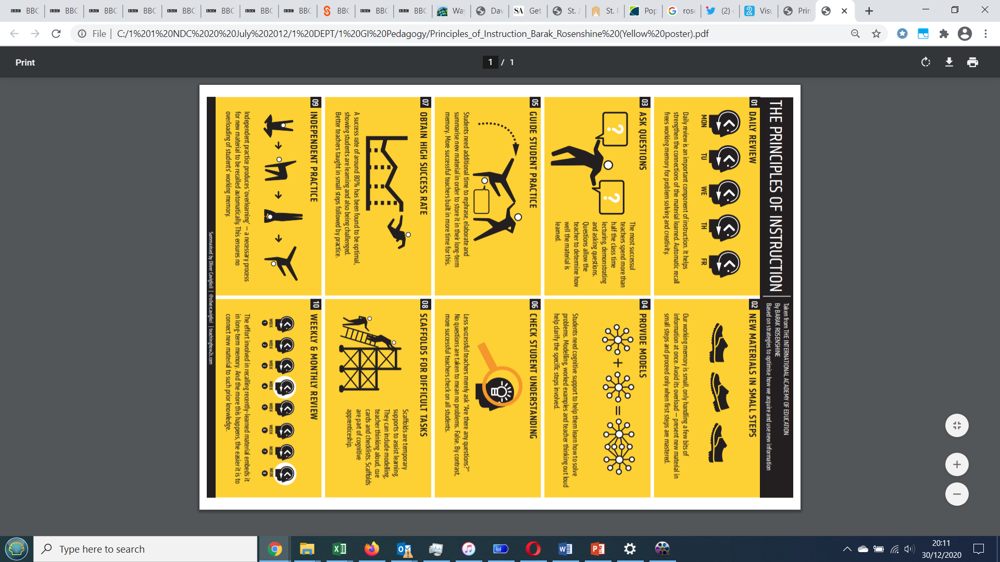 BBC
BBC
BBC
BBC
BBC
BBC
BBC
BBC
BBC
BBC
BBC
Way
Dav
SA Get
St. J
St. P
Pop
rose
(2)
Visu
Prin
File
C:/1%201%20NDC%2020%20July%202012/1%20DEPT/1%20GI%20Pedagogy/Principles_of_Instruction_Barak_Rosenshine%20(Yellow%20poster).pdf
Print
1 / 1
THE PRINCIPLES OF INSTRUCTION
Taken from THE INTERNATIONAL ACADEMY OF EDUCATION
By BARAK ROSENSHINE
Based on strategies to optimise how we acquire and use new information
01 DAILY REVIEW
MON TU WE TH FR
Daily review is an important component of instruction. It helps
strengthen the connections of the material learned. Automatic recall
frees working memory for problem solving and creativity.
02 NEW MATERIALS IN SMALL STEPS
Our working memory is small, only handling a few bits of
information at once. Avoid its overload — present new material in
small steps and proceed only when first steps are mastered.
03 ASK QUESTIONS
? ?
The most successful
teachers spend more than
half the class time
lecturing, demonstrating
and asking questions.
Questions allow the
teacher to determine how
well the material is
learned.
04 PROVIDE MODELS
+ =
Students need cognitive support to help them learn how to solve
problems. Modelling, worked examples and teacher thinking out loud
help clarify the specific steps involved.
05 GUIDE STUDENT PRACTICE
Students need additional time to rephrase, elaborate and
summarise new material in order to store it in their long-term
memory. More successful teachers built in more time for this.
06 CHECK STUDENT UNDERSTANDING
Less successful teachers merely ask "Are there any questions?"
No questions are taken to mean no problems. False. By contrast,
more successful teachers check on all students.
07 OBTAIN HIGH SUCCESS RATE
A success rate of around 80% has been found to be optimal,
showing students are learning and also being challenged.
Better teachers taught in small steps followed by practice.
08 SCAFFOLDS FOR DIFFICULT TASKS
Scaffolds are temporary
supports to assist learning.
They can include modelling,
teacher thinking aloud, cue
cards and checklists. Scaffolds
are part of cognitive
apprenticeship.
09 INDEPENDENT PRACTICE
Independent practice produces 'overlearning' — a necessary process
for new material to be recalled automatically. This ensures no
overloading of students' working memory.
10 WEEKLY & MONTHLY REVIEW
WEEK WEEK WEEK WEEK WEEK WEEK WEEK WEEK
1 2 3 4 5 6 7 8
The effort involved in recalling recently-learned material embeds it
in long-term memory. And the more this happens, the easier it is to
connect new material to such prior knowledge.
Summarised by Oliver Caviglioli | @olivercavigliol | teachinghow2s.com
Type here to search
20:11
30/12/2020